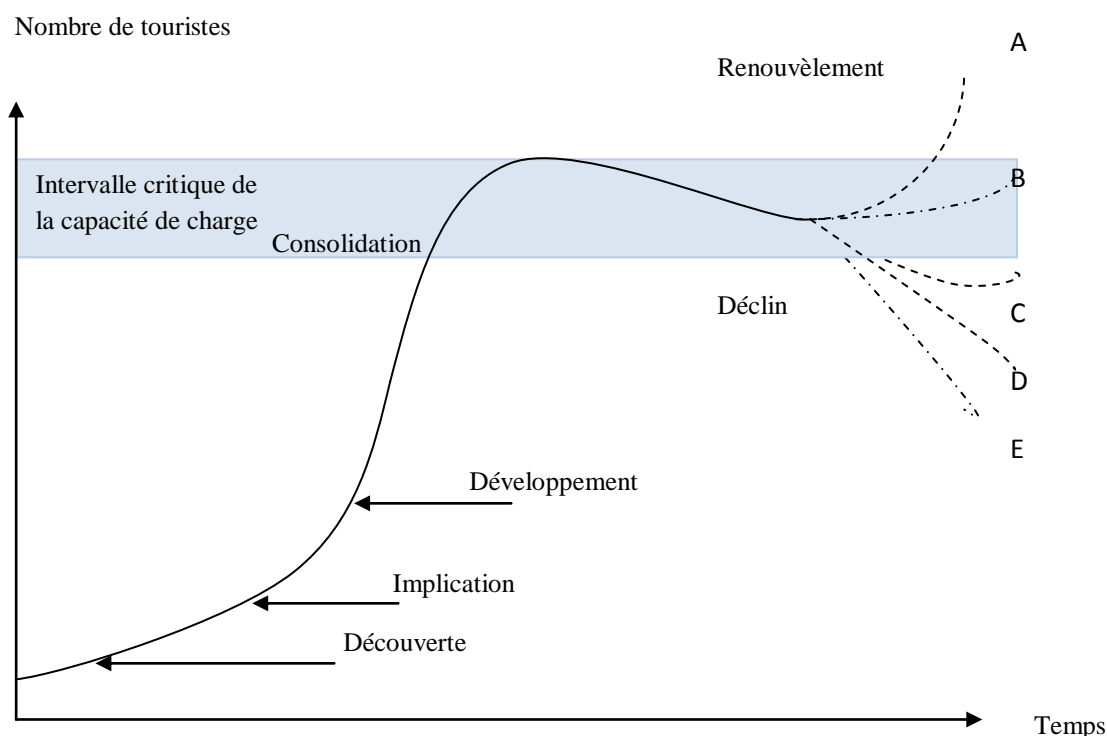 Nombre de touristes
A
Renouvèlement
B
Intervalle critique de
la capacité de charge
Consolidation
Déclin
C
D
E
Développement
Implication
Découverte
Temps